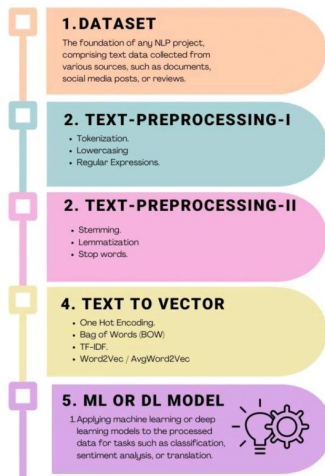 1. DATASET
The foundation of any NLP project,
comprising text data collected from
various sources, such as documents,
social media posts, or reviews.
2. TEXT-PREPROCESSING-I
• Tokenization.
• Lowercasing
• Regular Expressions.
2. TEXT-PREPROCESSING-II
• Stemming.
• Lemmatization
• Stop words.
4. TEXT TO VECTOR
• One Hot Encoding.
• Bag of Words (BOW)
• TF-IDF.
• Word2Vec / AvgWord2Vec
5. ML OR DL MODEL
1. Applying machine learning or deep
learning models to the processed
data for tasks such as classification,
sentiment analysis, or translation.